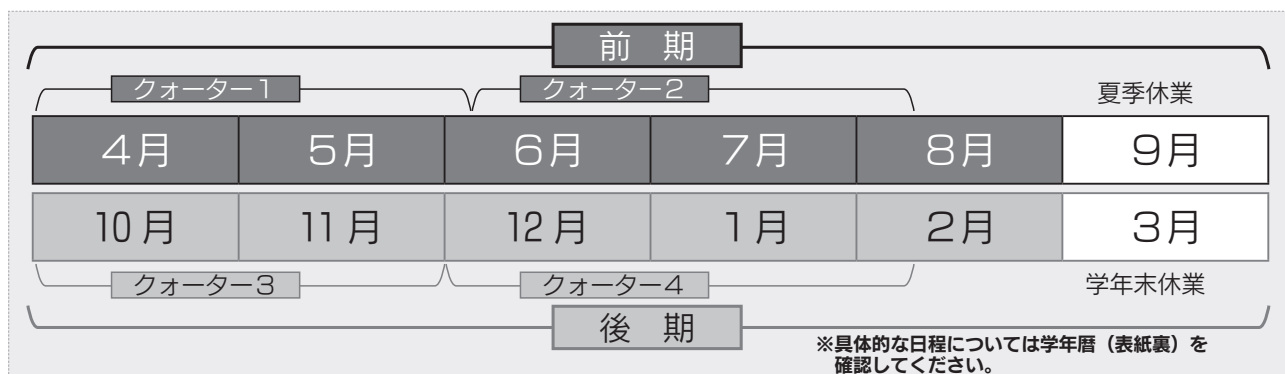 前　期
クォーター1　クォーター2　夏季休業
4月　5月　6月　7月　8月　9月
10月　11月　12月　1月　2月　3月
クォーター3　クォーター4　学年末休業
後　期
※具体的な日程については学年暦（表紙裏）を
確認してください。